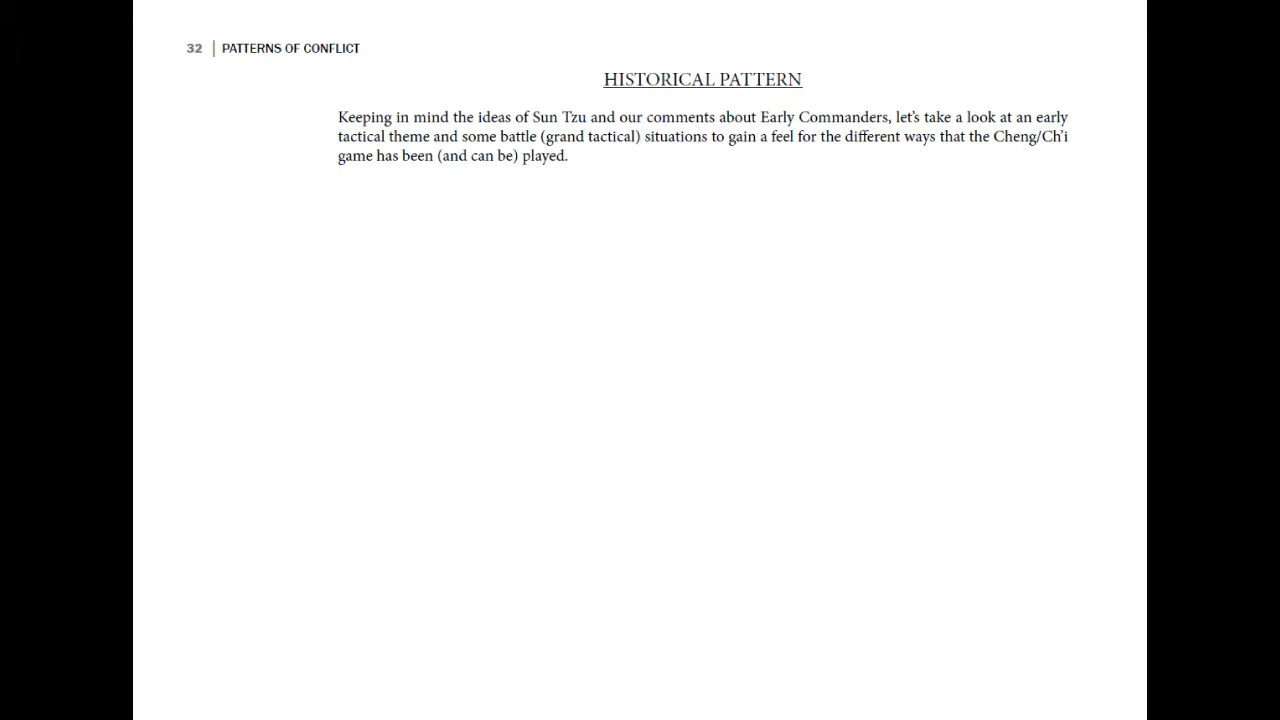 32 | PATTERNS OF CONFLICT
HISTORICAL PATTERN
Keeping in mind the ideas of Sun Tzu and our comments about Early Commanders, let’s take a look at an early
tactical theme and some battle (grand tactical) situations to gain a feel for the different ways that the Cheng/Ch’i
game has been (and can be) played.